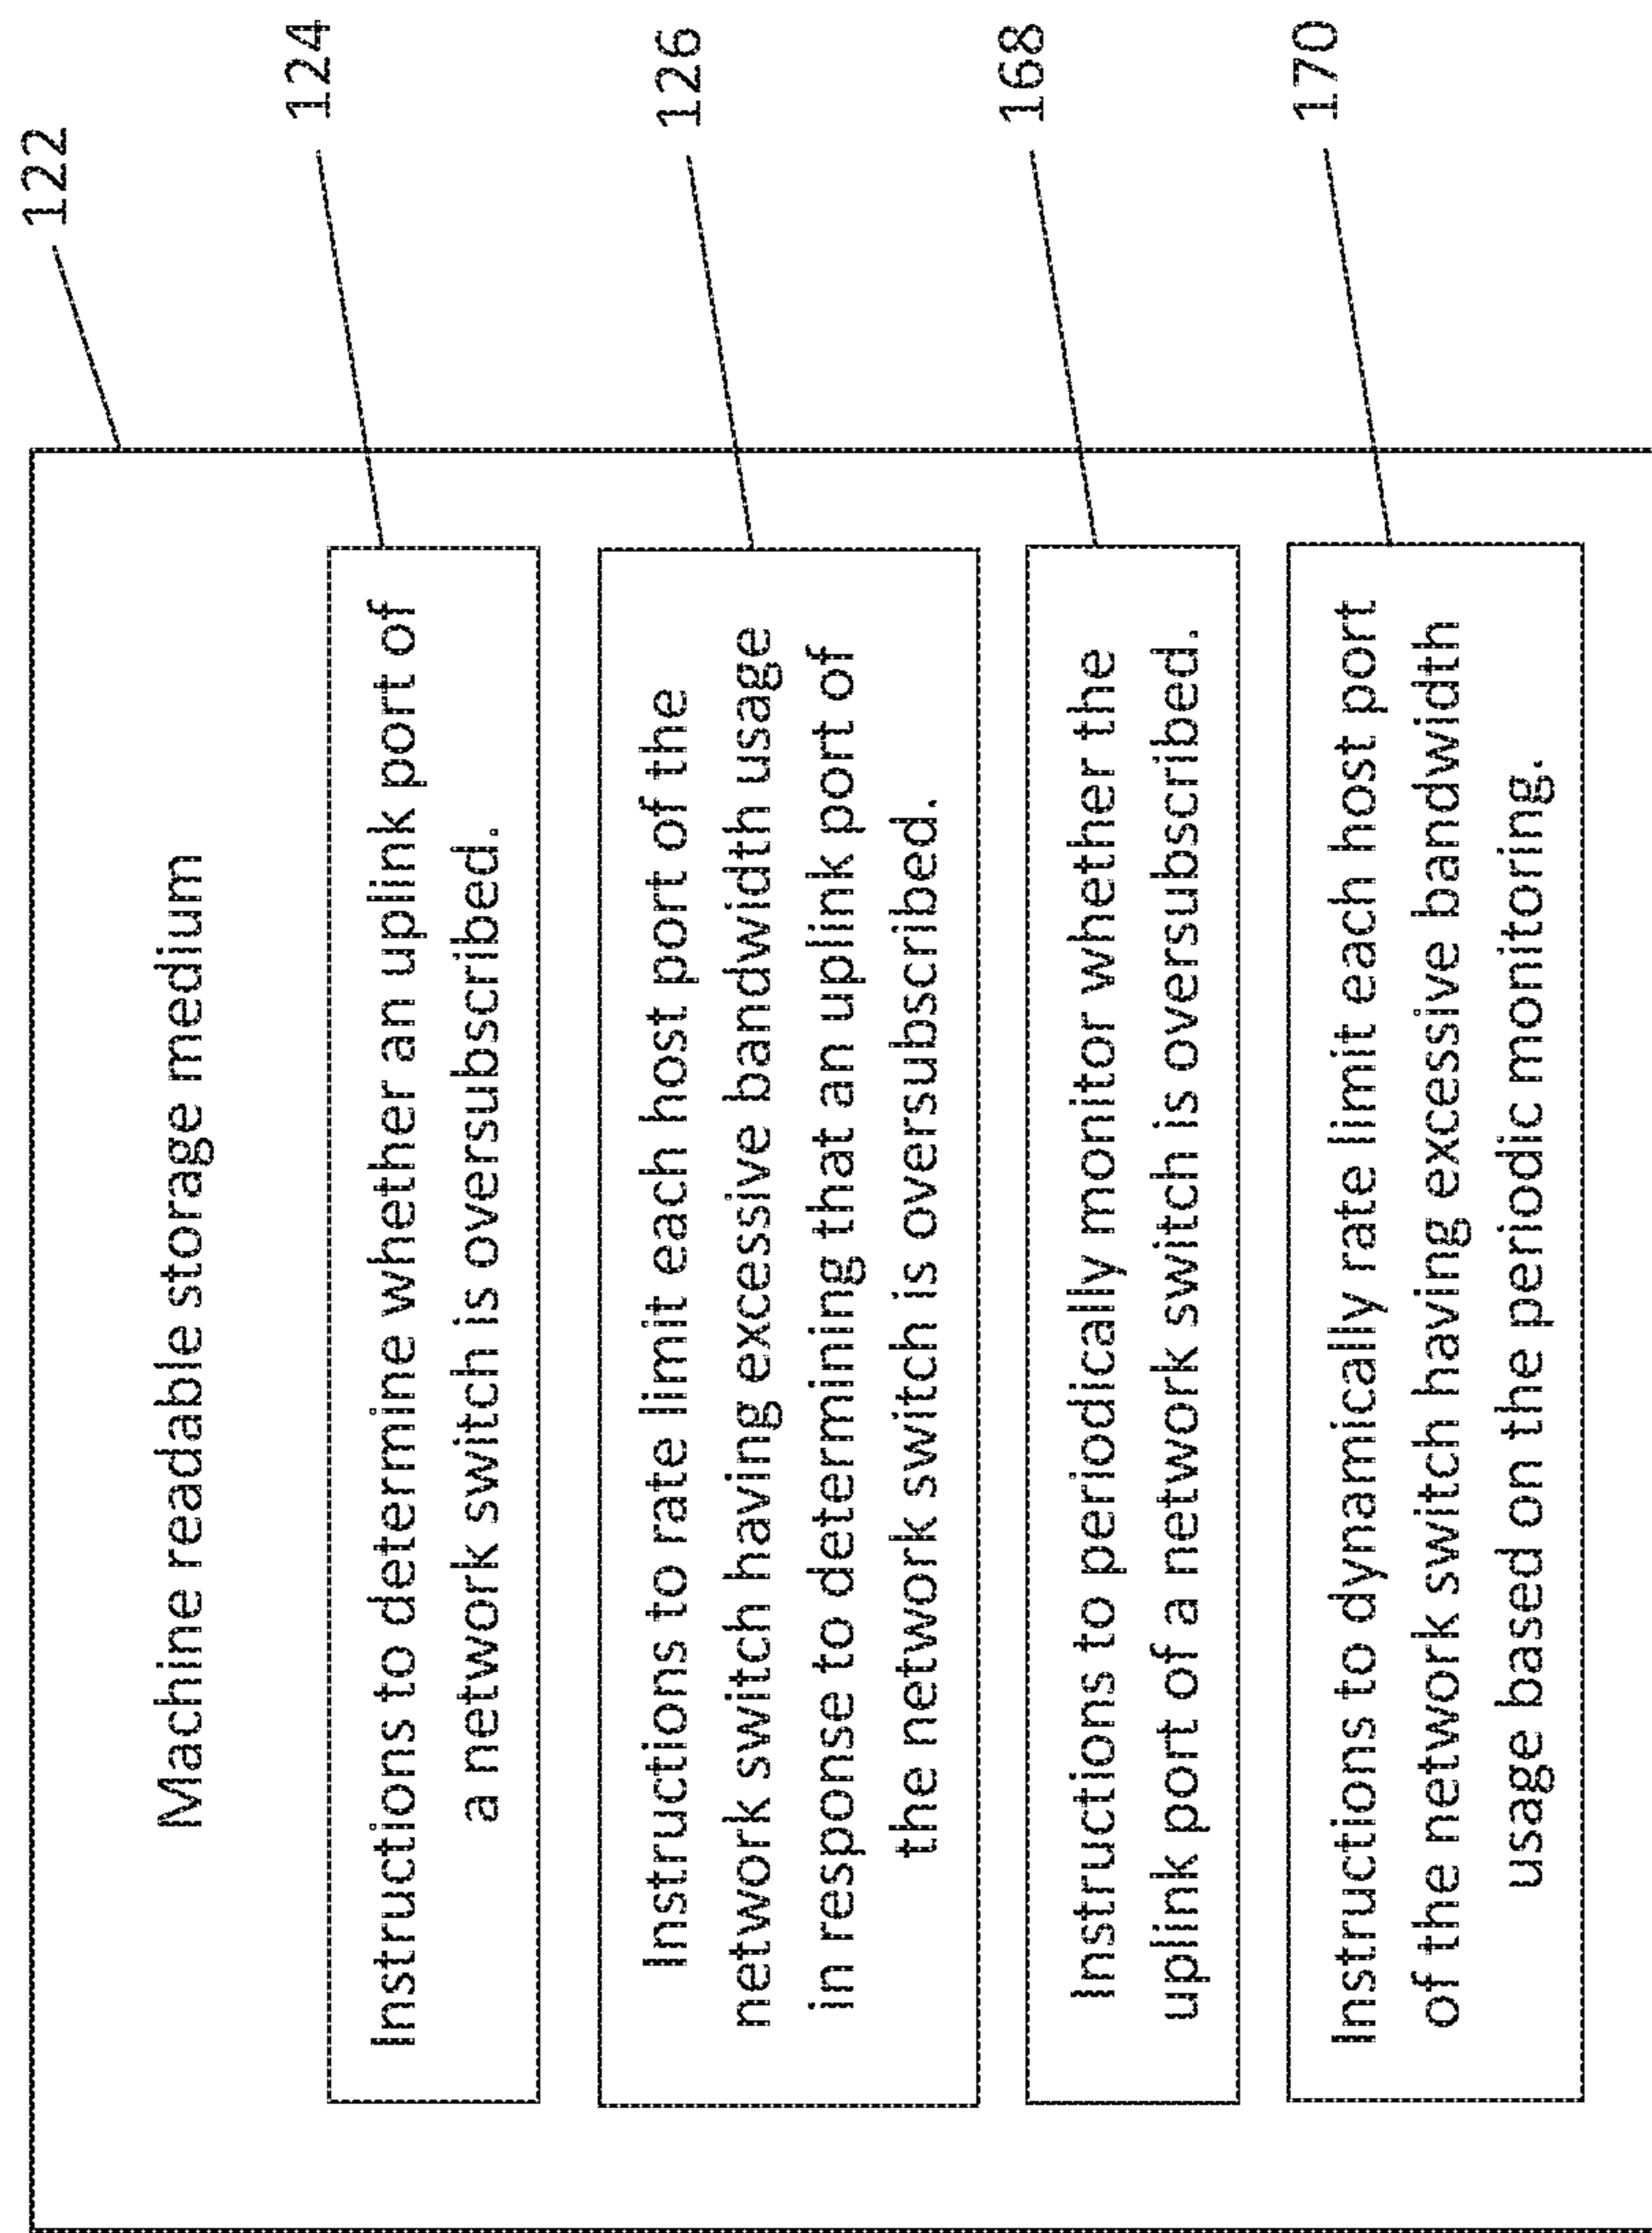 122
Machine readable storage medium
124
Instructions to determine whether an uplink port of
a network switch is oversubscribed.
126
Instructions to rate limit each host port of the
network switch having excessive bandwidth usage
in response to determining that an uplink port of
the network switch is oversubscribed.
168
Instructions to periodically monitor whether the
uplink port of a network switch is oversubscribed.
170
Instructions to dynamically rate limit each host port
of the network switch having excessive bandwidth
usage based on the periodic monitoring.